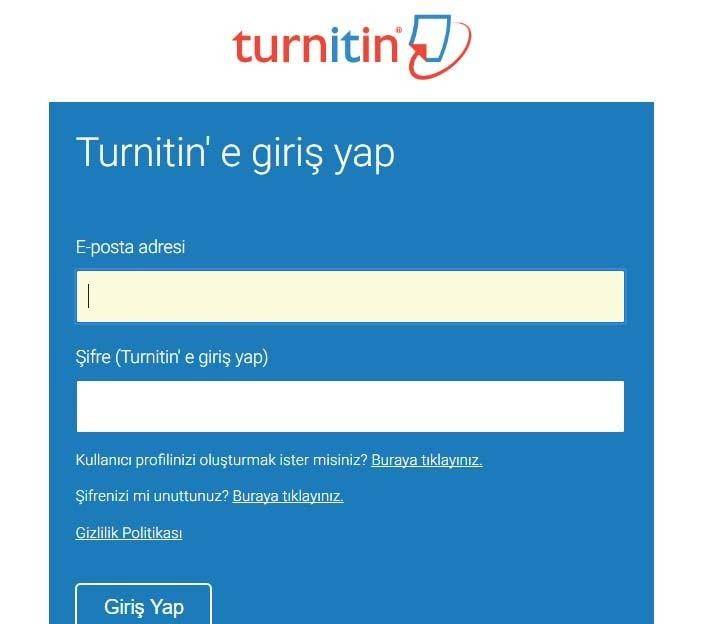 turnitin®
Turnitin' e giriş yap
E-posta adresi
Şifre (Turnitin' e giriş yap)
Kullanıcı profilinizi oluşturmak ister misiniz? Buraya tıklayınız.
Şifrenizi mi unuttunuz? Buraya tıklayınız.
Gizlilik Politikası
Giriş Yap